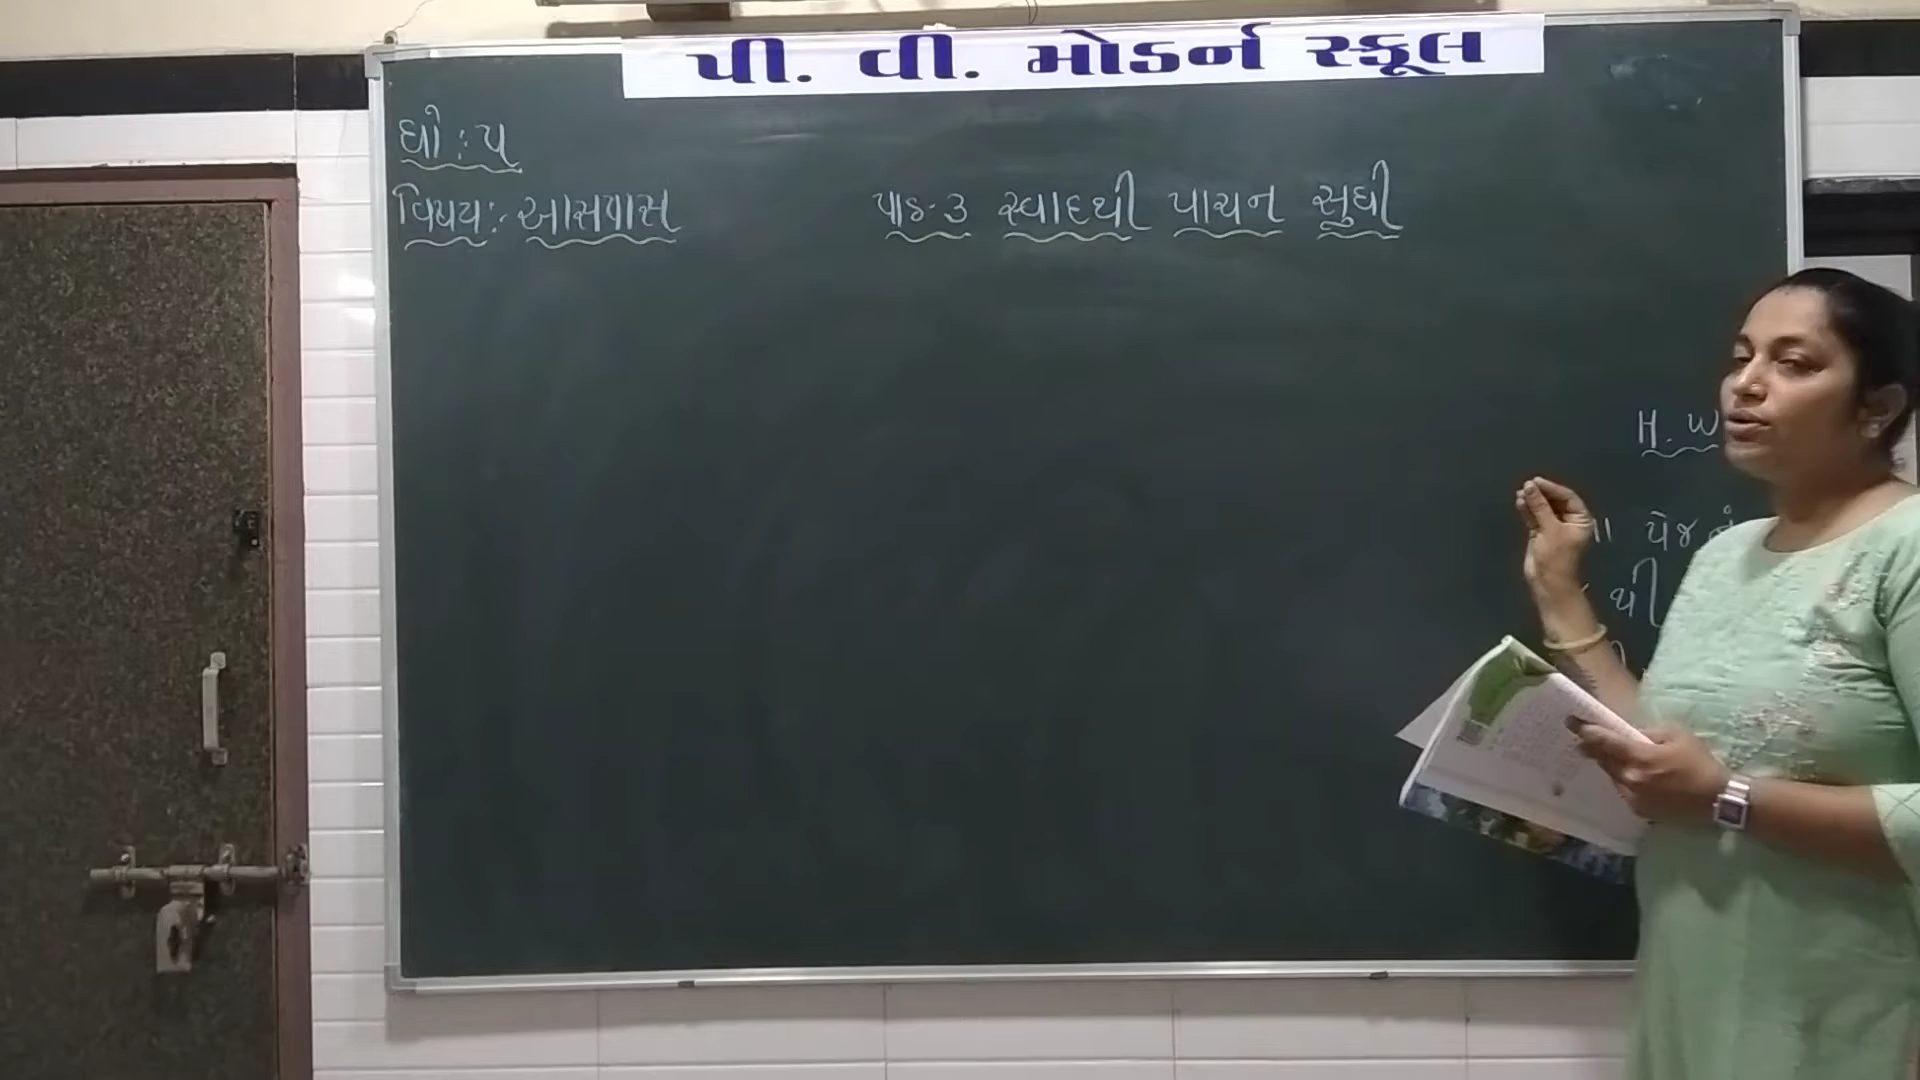 પી. વી. મોડર્ન સ્કૂલ
ધો : ૫
વિષય :- આસપાસ
પાઠ-૩ સ્વાદથી પાચન સુધી
H. W
પેજ નં
થી